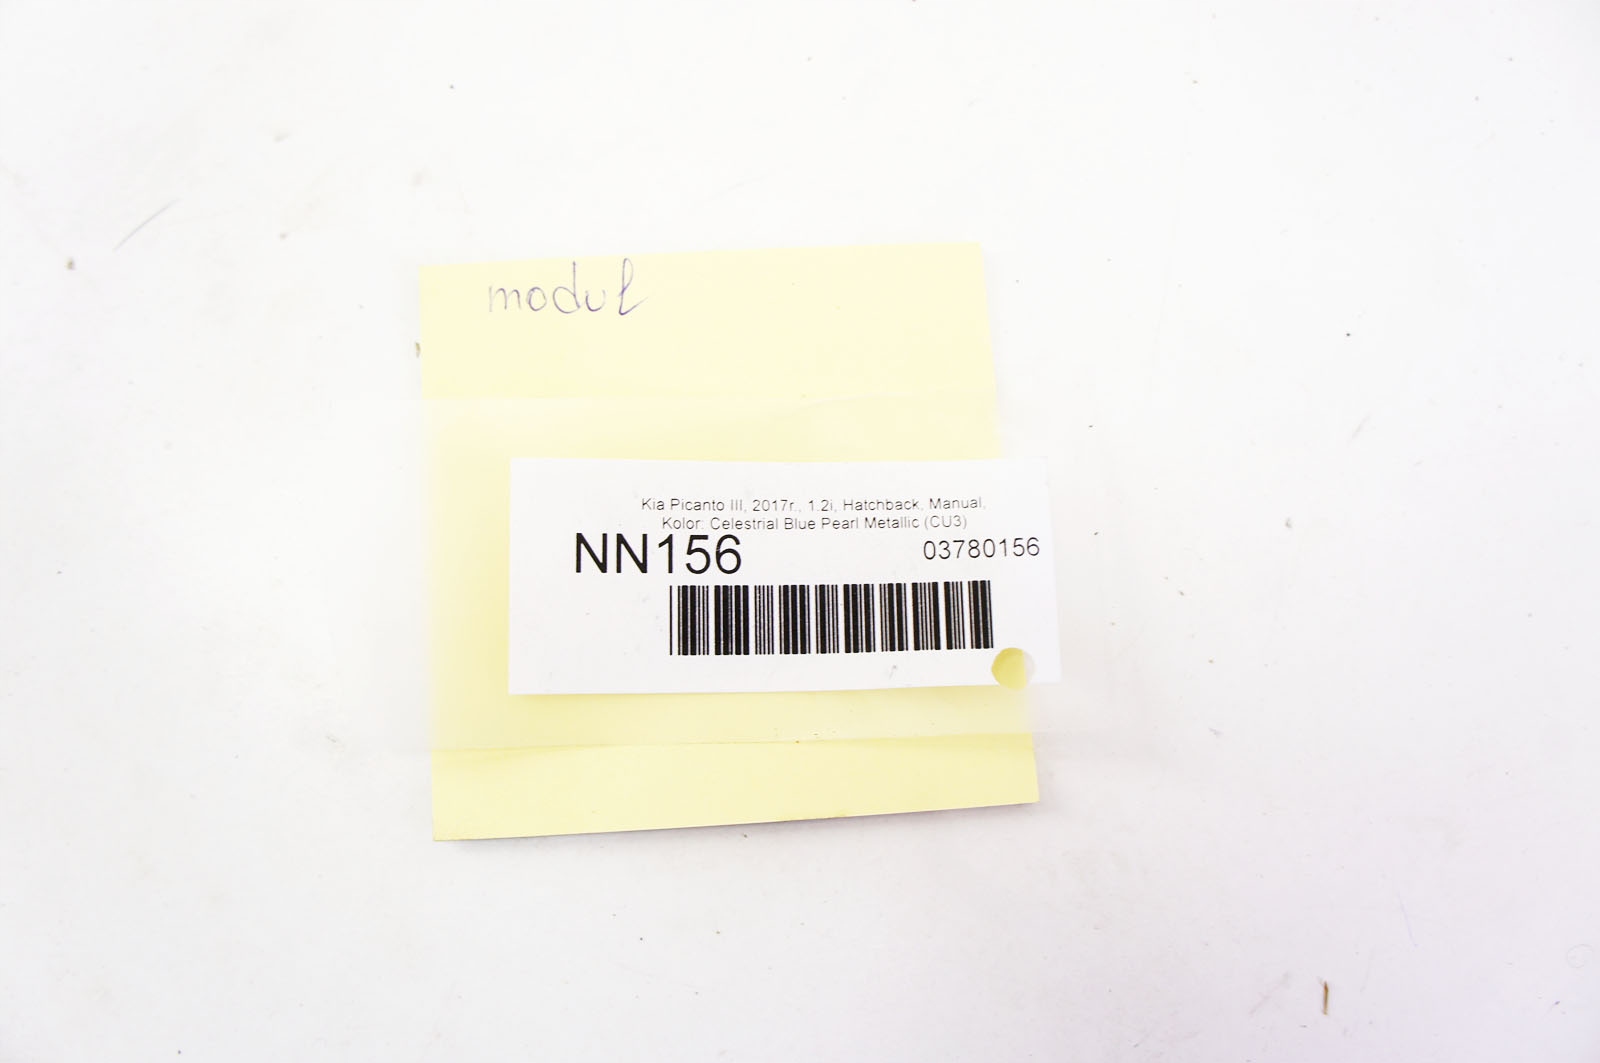 modul
Kia Picanto III, 2017r., 1.2i, Hatchback, Manual,
Kolor: Celestrial Blue Pearl Metallic (CU3)
NN156 03780156